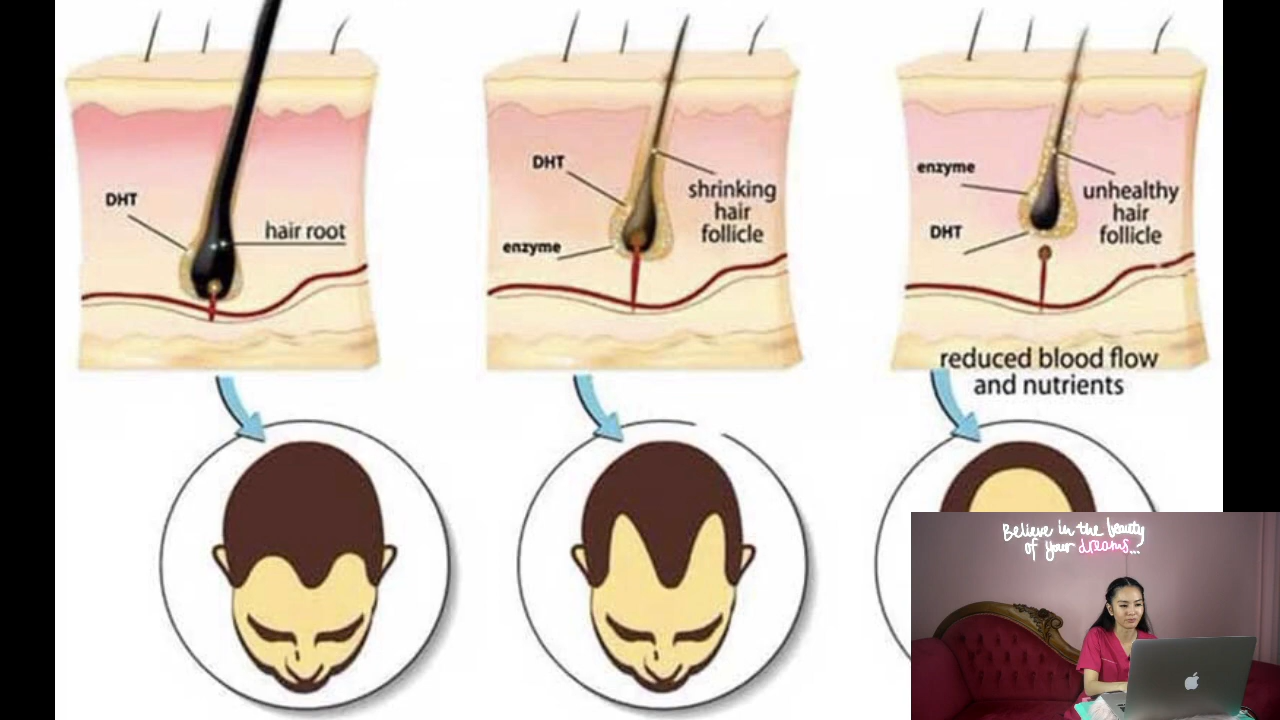 DHT
hair root
DHT
shrinking
hair
follicle
enzyme
enzyme
unhealthy
hair
follicle
DHT
reduced blood flow
and nutrients
Believe in the beauty
of your dreams...